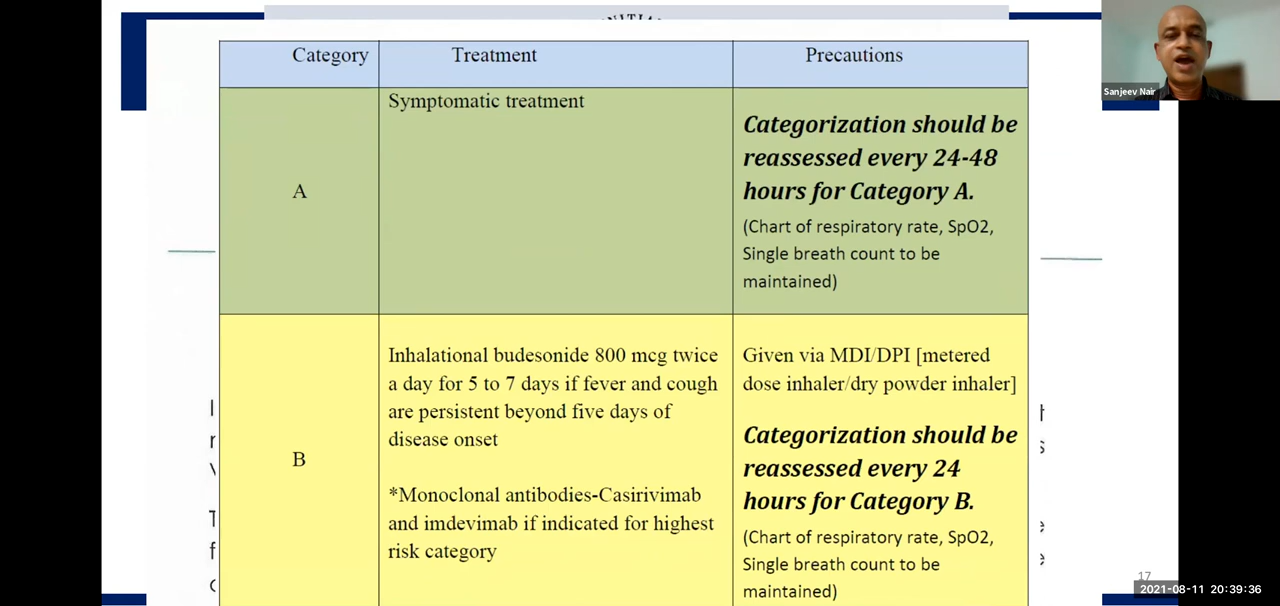 Category Treatment Precautions
Symptomatic treatment
A
Categorization should be
reassessed every 24-48
hours for Category A.
(Chart of respiratory rate, SpO2,
Single breath count to be
maintained)
B
Inhalational budesonide 800 mcg twice
a day for 5 to 7 days if fever and cough
are persistent beyond five days of
disease onset
*Monoclonal antibodies-Casirivimab
and imdevimab if indicated for highest
risk category
Given via MDI/DPI [metered
dose inhaler/dry powder inhaler]
Categorization should be
reassessed every 24
hours for Category B.
(Chart of respiratory rate, SpO2,
Single breath count to be
maintained)
Sanjeev Nair
17
2021-08-11 20:39:36